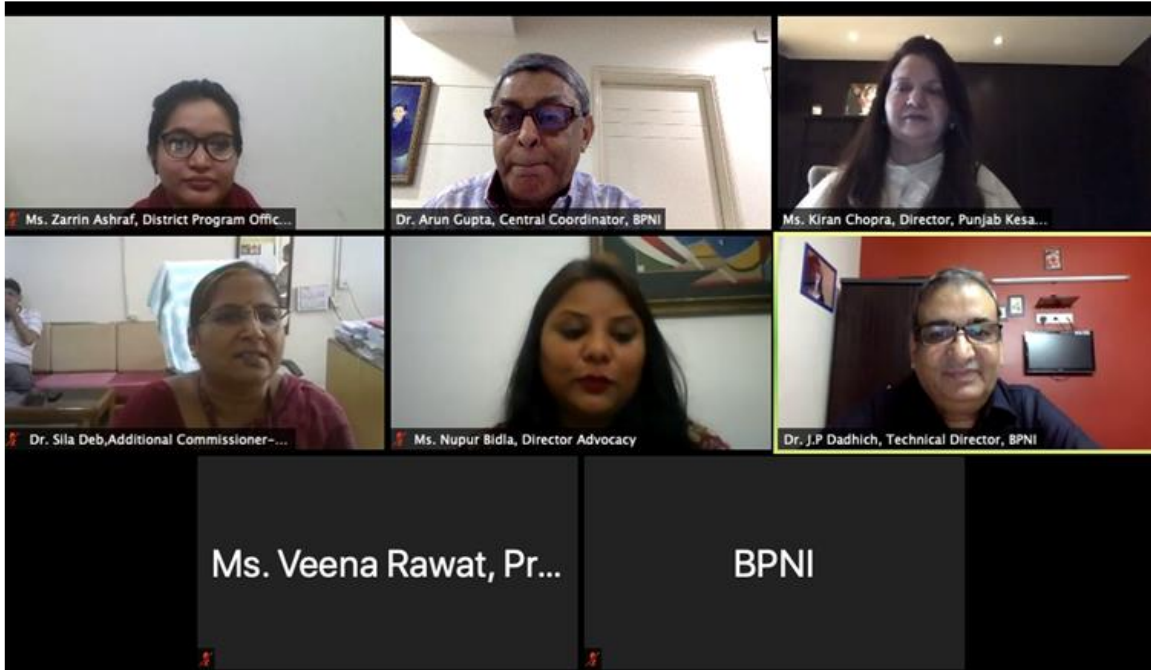 Ms. Zarrin Ashraf, District Program Offic...
Dr. Arun Gupta, Central Coordinator, BPNI
Ms. Kiran Chopra, Director, Punjab Kesa...
Dr. Sila Deb,Additional Commissioner-...
Ms. Nupur Bidla, Director Advocacy
Dr. J.P Dadhich, Technical Director, BPNI
Ms. Veena Rawat, Pr...
BPNI